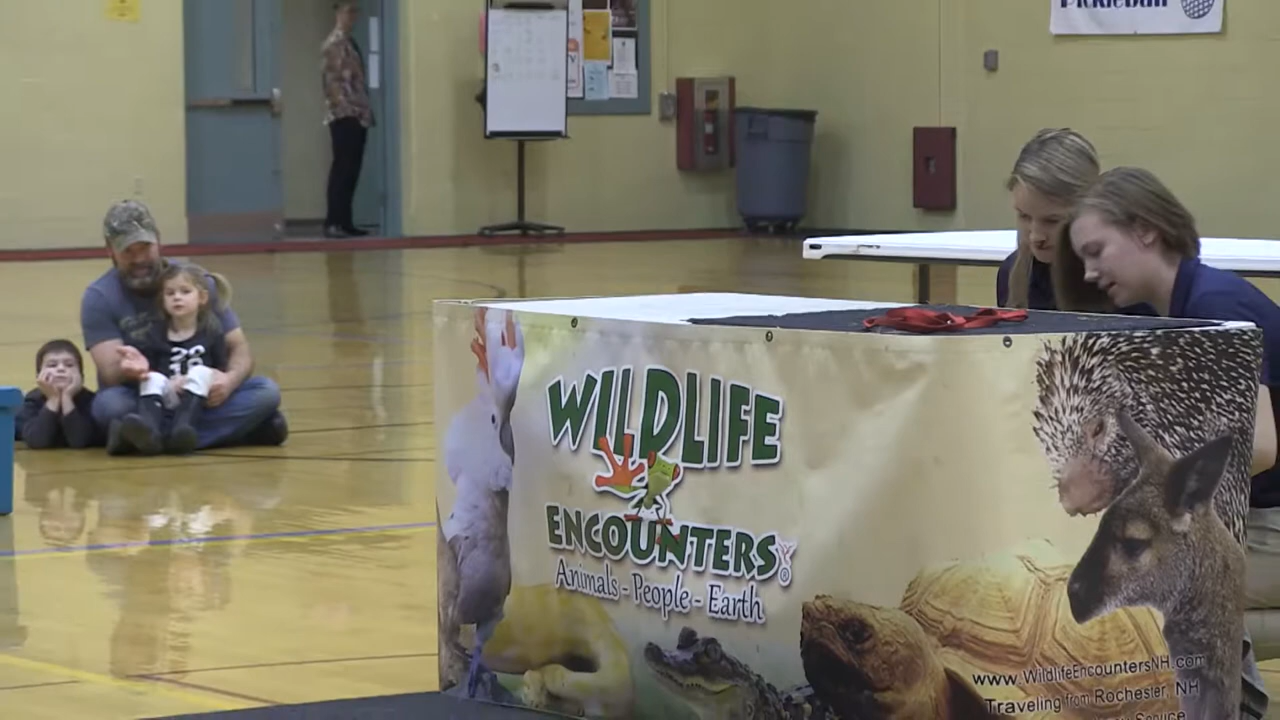 Pickleball
WILDLIFE
ENCOUNTERS
Animals - People - Earth
www.WildlifeEncountersNH.com
Traveling from Rochester, NH